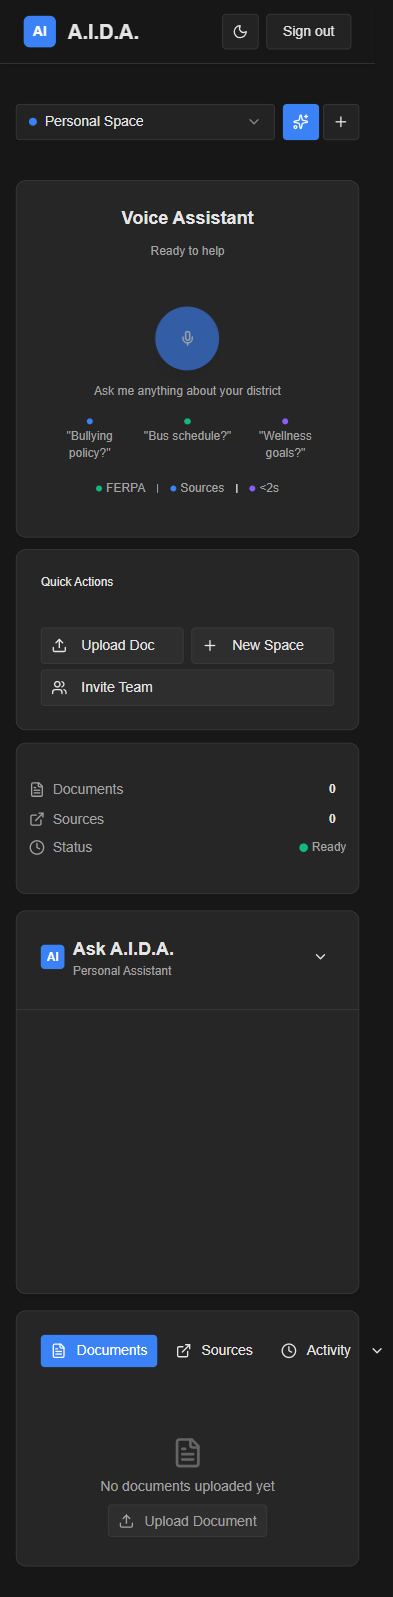 AI A.I.D.A. Sign out
Personal Space
Voice Assistant
Ready to help
Ask me anything about your district
"Bullying policy?" "Bus schedule?" "Wellness goals?"
FERPA | Sources | <2s
Quick Actions
Upload Doc New Space
Invite Team
Documents 0
Sources 0
Status Ready
AI Ask A.I.D.A.
Personal Assistant
Documents Sources Activity
No documents uploaded yet
Upload Document